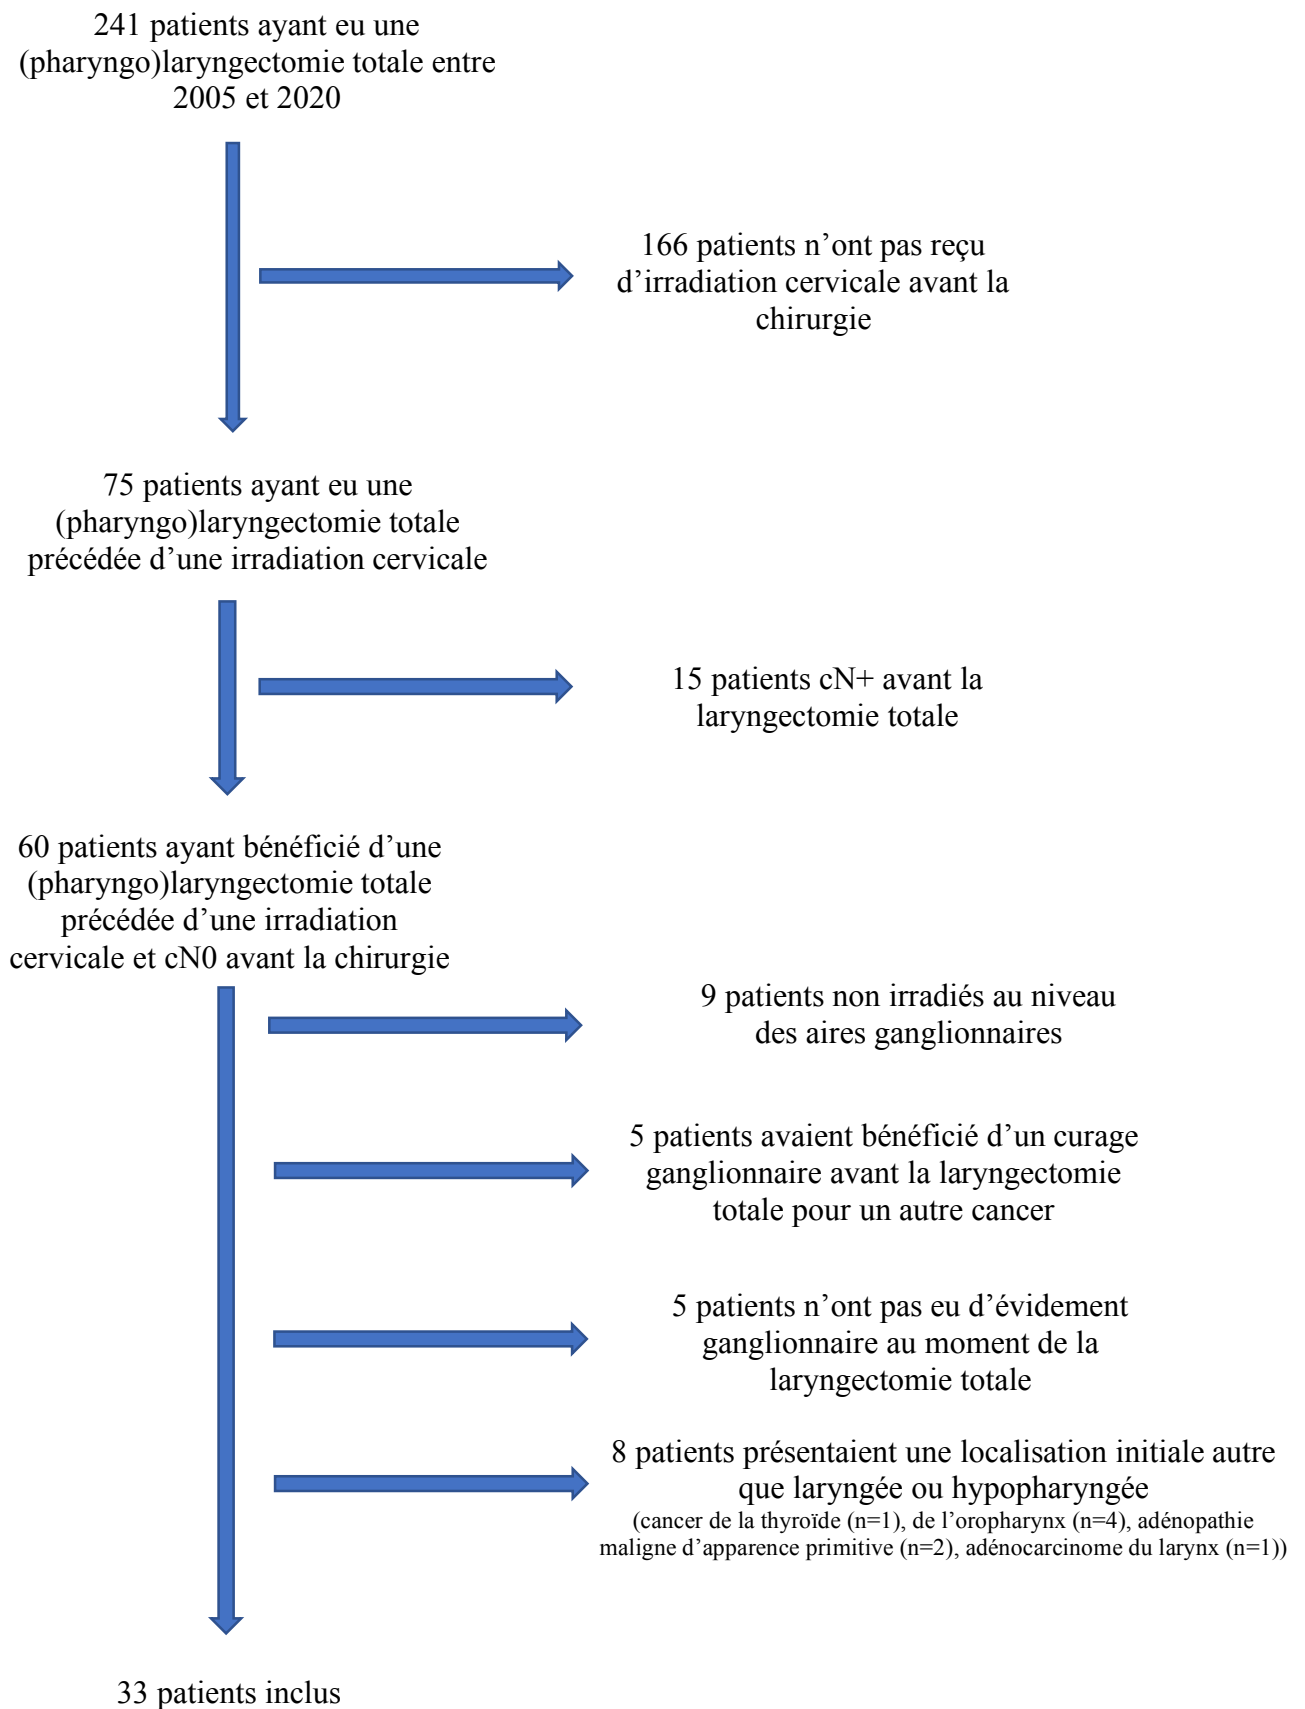 241 patients ayant eu une
(pharyngo)laryngectomie totale entre
2005 et 2020
166 patients n’ont pas reçu
d’irradiation cervicale avant la
chirurgie
75 patients ayant eu une
(pharyngo)laryngectomie totale
précédée d’une irradiation cervicale
15 patients cN+ avant la
laryngectomie totale
60 patients ayant bénéficié d’une
(pharyngo)laryngectomie totale
précédée d’une irradiation
cervicale et cN0 avant la chirurgie
9 patients non irradiés au niveau
des aires ganglionnaires
5 patients avaient bénéficié d’un curage
ganglionnaire avant la laryngectomie
totale pour un autre cancer
5 patients n’ont pas eu d’évidement
ganglionnaire au moment de la
laryngectomie totale
8 patients présentaient une localisation initiale autre
que laryngée ou hypopharyngée
(cancer de la thyroïde (n=1), de l’oropharynx (n=4), adénopathie
maligne d’apparence primitive (n=2), adénocarcinome du larynx (n=1))
33 patients inclus